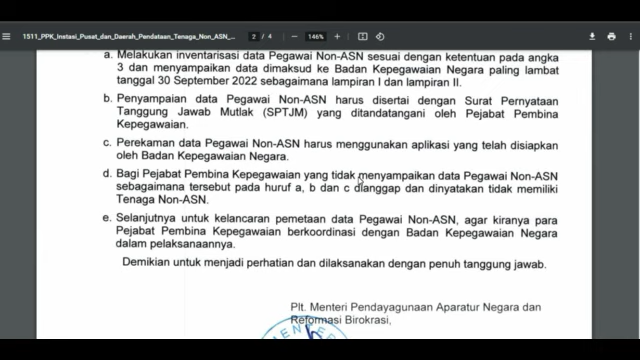 1511_PPK_Instasi_Pusat_dan_Daerah_Pendataan_Tenaga_Non_ASN_...
2 / 4
146%
a. Melakukan inventarisasi data Pegawai Non-ASN sesuai dengan ketentuan pada angka
3 dan menyampaikan data dimaksud ke Badan Kepegawaian Negara paling lambat
tanggal 30 September 2022 sebagaimana lampiran I dan lampiran II.
b. Penyampaian data Pegawai Non-ASN harus disertai dengan Surat Pernyataan
Tanggung Jawab Mutlak (SPTJM) yang ditandatangani oleh Pejabat Pembina
Kepegawaian.
c. Perekaman data Pegawai Non-ASN harus menggunakan aplikasi yang telah disiapkan
oleh Badan Kepegawaian Negara.
d. Bagi Pejabat Pembina Kepegawaian yang tidak menyampaikan data Pegawai Non-ASN
sebagaimana tersebut pada huruf a, b dan c dianggap dan dinyatakan tidak memiliki
Tenaga Non-ASN.
e. Selanjutnya untuk kelancaran pemetaan data Pegawai Non-ASN, agar kiranya para
Pejabat Pembina Kepegawaian berkoordinasi dengan Badan Kepegawaian Negara
dalam pelaksanaannya.
Demikian untuk menjadi perhatian dan dilaksanakan dengan penuh tanggung jawab.
Plt. Menteri Pendayagunaan Aparatur Negara dan
Reformasi Birokrasi,